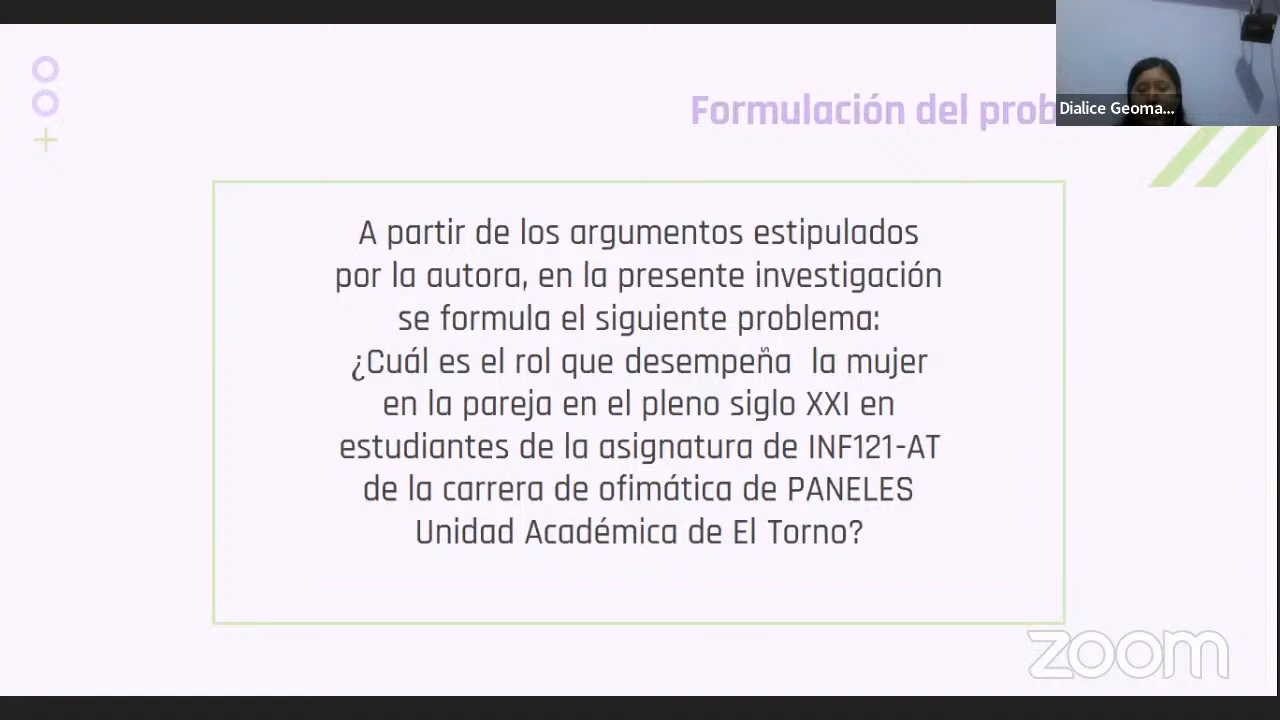 Formulación del prob
Dialice Geoma...
A partir de los argumentos estipulados
por la autora, en la presente investigación
se formula el siguiente problema:
¿Cuál es el rol que desempeña  la mujer
en la pareja en el pleno siglo XXI en
estudiantes de la asignatura de INF121-AT
de la carrera de ofimática de PANELES
Unidad Académica de El Torno?
zoom